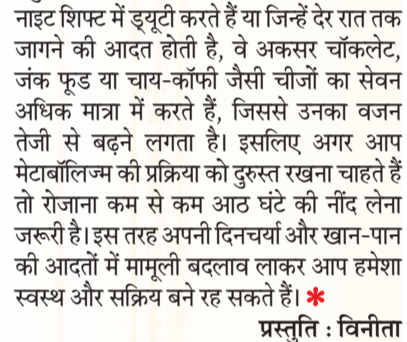 नाइट शिफ्ट में ड्यूटी करते हैं या जिन्हें देर रात तक
जागने की आदत होती है, वे अकसर चॉकलेट,
जंक फूड या चाय-कॉफी जैसी चीजों का सेवन
अधिक मात्रा में करते हैं, जिससे उनका वजन
तेजी से बढ़ने लगता है। इसलिए अगर आप
मेटाबॉलिज्म की प्रक्रिया को दुरुस्त रखना चाहते हैं
तो रोजाना कम से कम आठ घंटे की नींद लेना
जरूरी है। इस तरह अपनी दिनचर्या और खान-पान
की आदतों में मामूली बदलाव लाकर आप हमेशा
स्वस्थ और सक्रिय बने रह सकते हैं। *
प्रस्तुति : विनीता